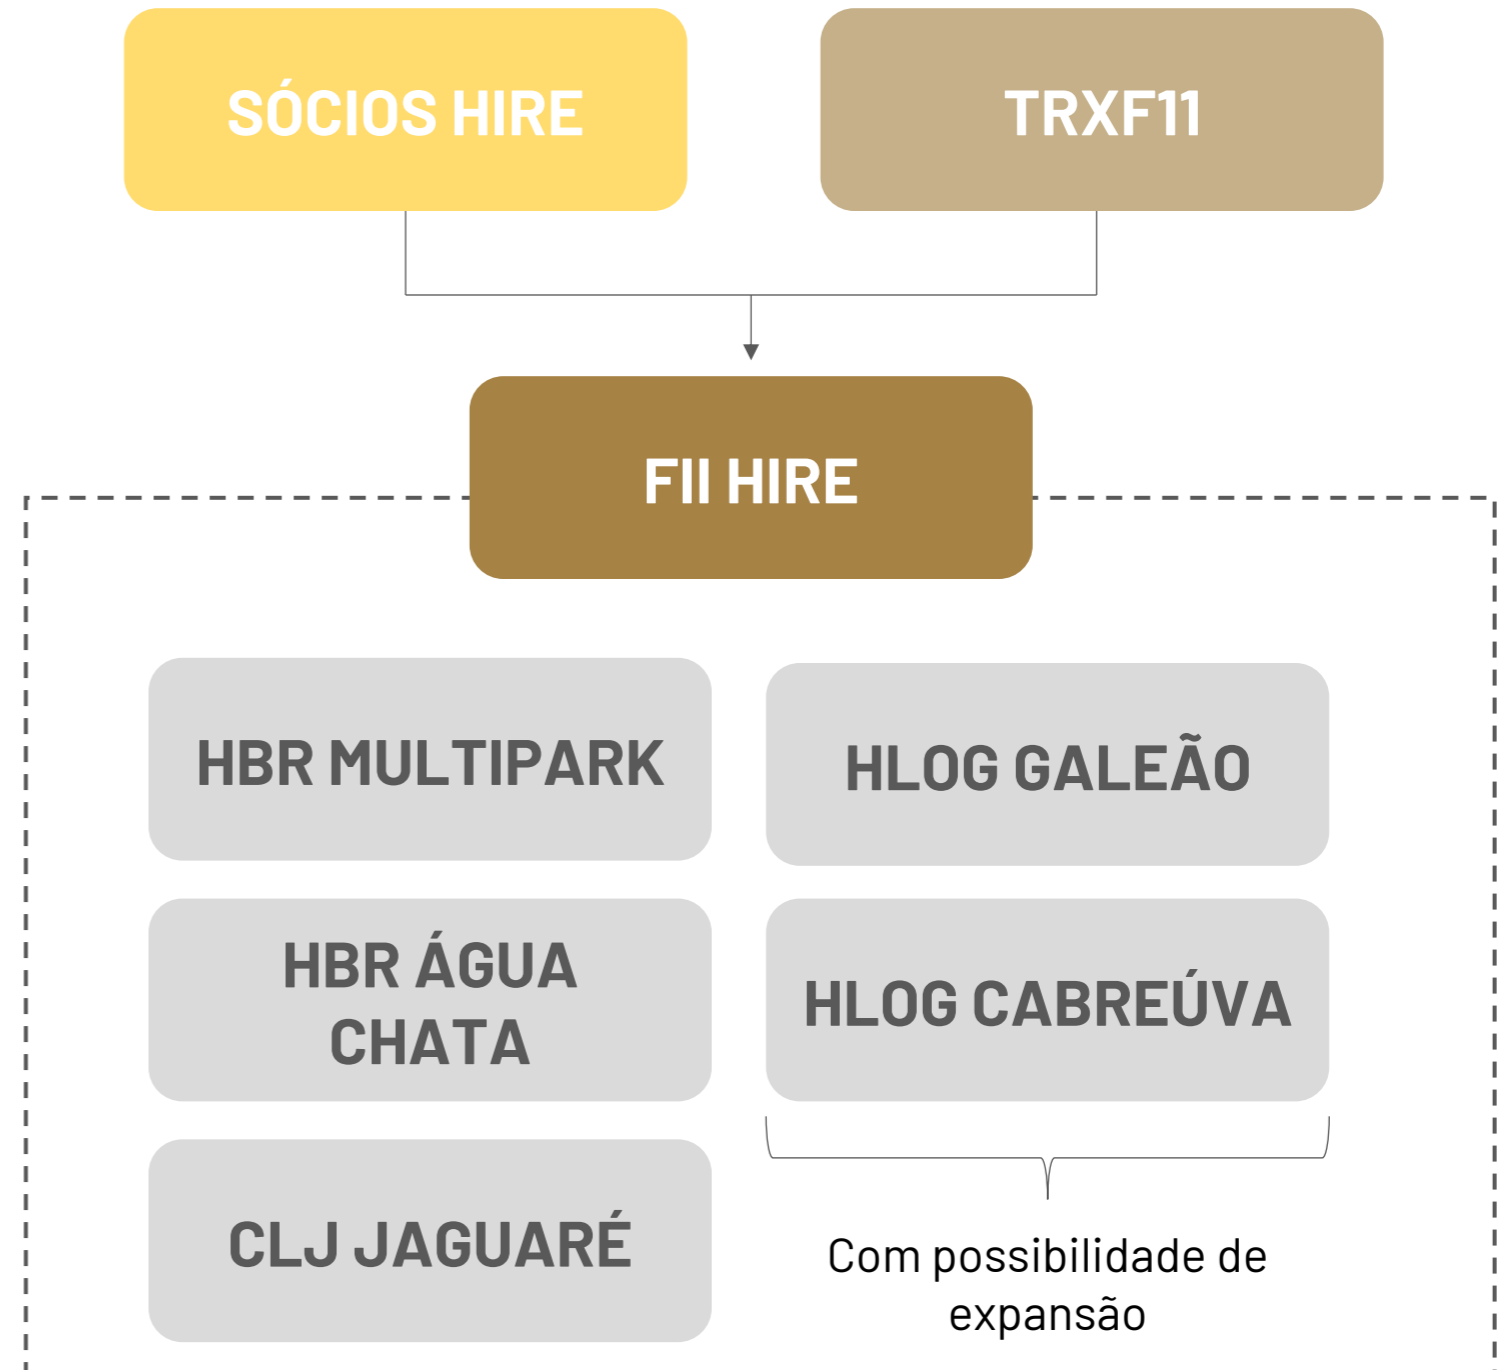 SÓCIOS HIRE
TRXF11
FII HIRE
HBR MULTIPARK
HLOG GALEÃO
HBR ÁGUA
CHATA
HLOG CABREÚVA
CLJ JAGUARÉ
Com possibilidade de
expansão